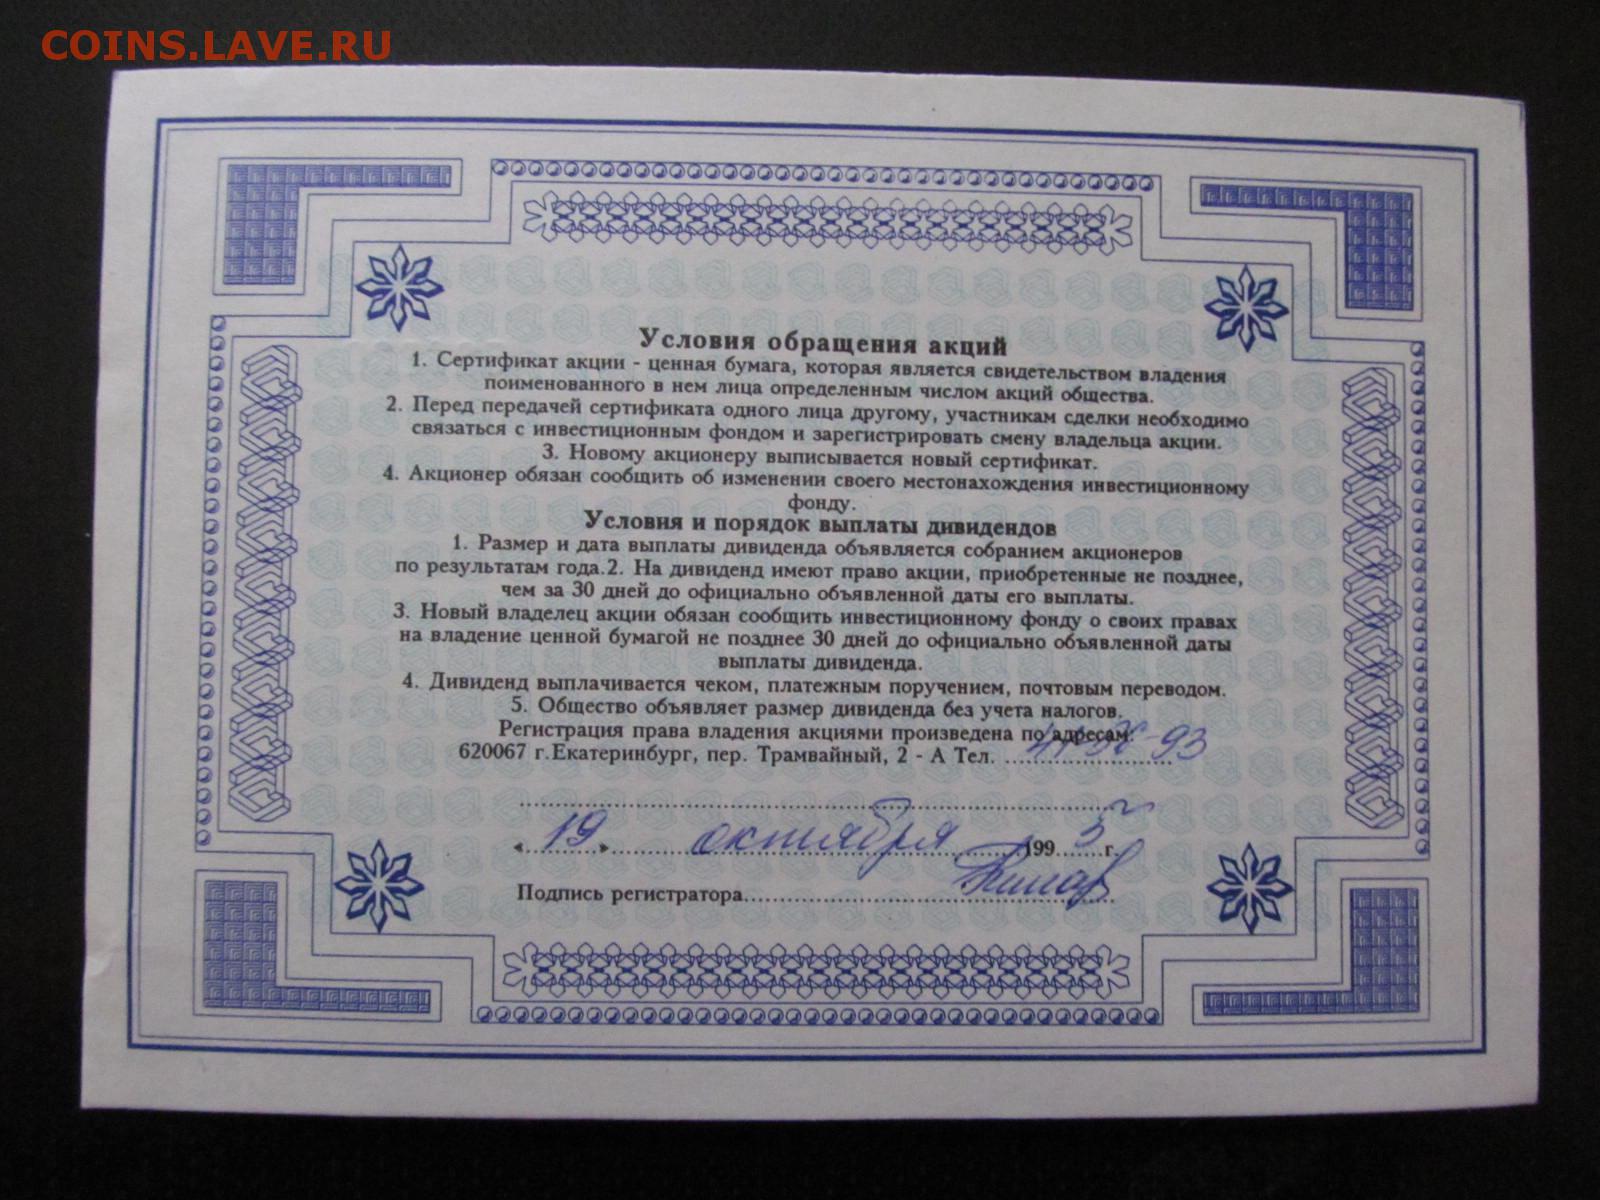 COINS.LAVE.RU
Условия обращения акций
1. Сертификат акции - ценная бумага, которая является свидетельством владения
поименованного в нем лица определенным числом акций общества.
2. Перед передачей сертификата одного лица другому, участникам сделки необходимо
связаться с инвестиционным фондом и зарегистрировать смену владельца акции.
3. Новому акционеру выписывается новый сертификат.
4. Акционер обязан сообщить об изменении своего местонахождения инвестиционному
фонду.
Условия и порядок выплаты дивидендов
1. Размер и дата выплаты дивиденда объявляется собранием акционеров
по результатам года.2. На дивиденд имеют право акции, приобретенные не позднее,
чем за 30 дней до официально объявленной даты его выплаты.
3. Новый владелец акции обязан сообщить инвестиционному фонду о своих правах
на владение ценной бумагой не позднее 30 дней до официально объявленной даты
выплаты дивиденда.
4. Дивиденд выплачивается чеком, платежным поручением, почтовым переводом.
5. Общество объявляет размер дивиденда без учета налогов.
Регистрация права владения акциями произведена по адресам:
620067 г.Екатеринбург, пер. Трамвайный, 2 - А Тел.
«19» октября 1995 г.
Подпись регистратора